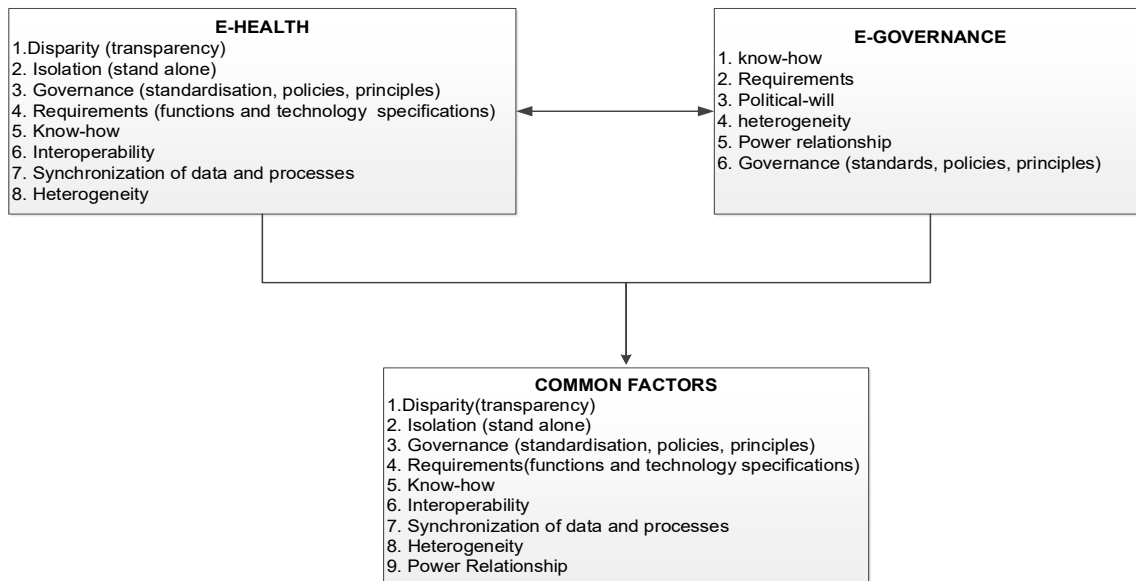 E-HEALTH
1.Disparity (transparency)
2. Isolation (stand alone)
3. Governance (standardisation, policies, principles)
4. Requirements (functions and technology specifications)
5. Know-how
6. Interoperability
7. Synchronization of data and processes
8. Heterogeneity
E-GOVERNANCE
1. know-how
2. Requirements
3. Political-will
4. heterogeneity
5. Power relationship
6. Governance (standards, policies, principles)
COMMON FACTORS
1.Disparity(transparency)
2. Isolation (stand alone)
3. Governance (standardisation, policies, principles)
4. Requirements(functions and technology specifications)
5. Know-how
6. Interoperability
7. Synchronization of data and processes
8. Heterogeneity
9. Power Relationship